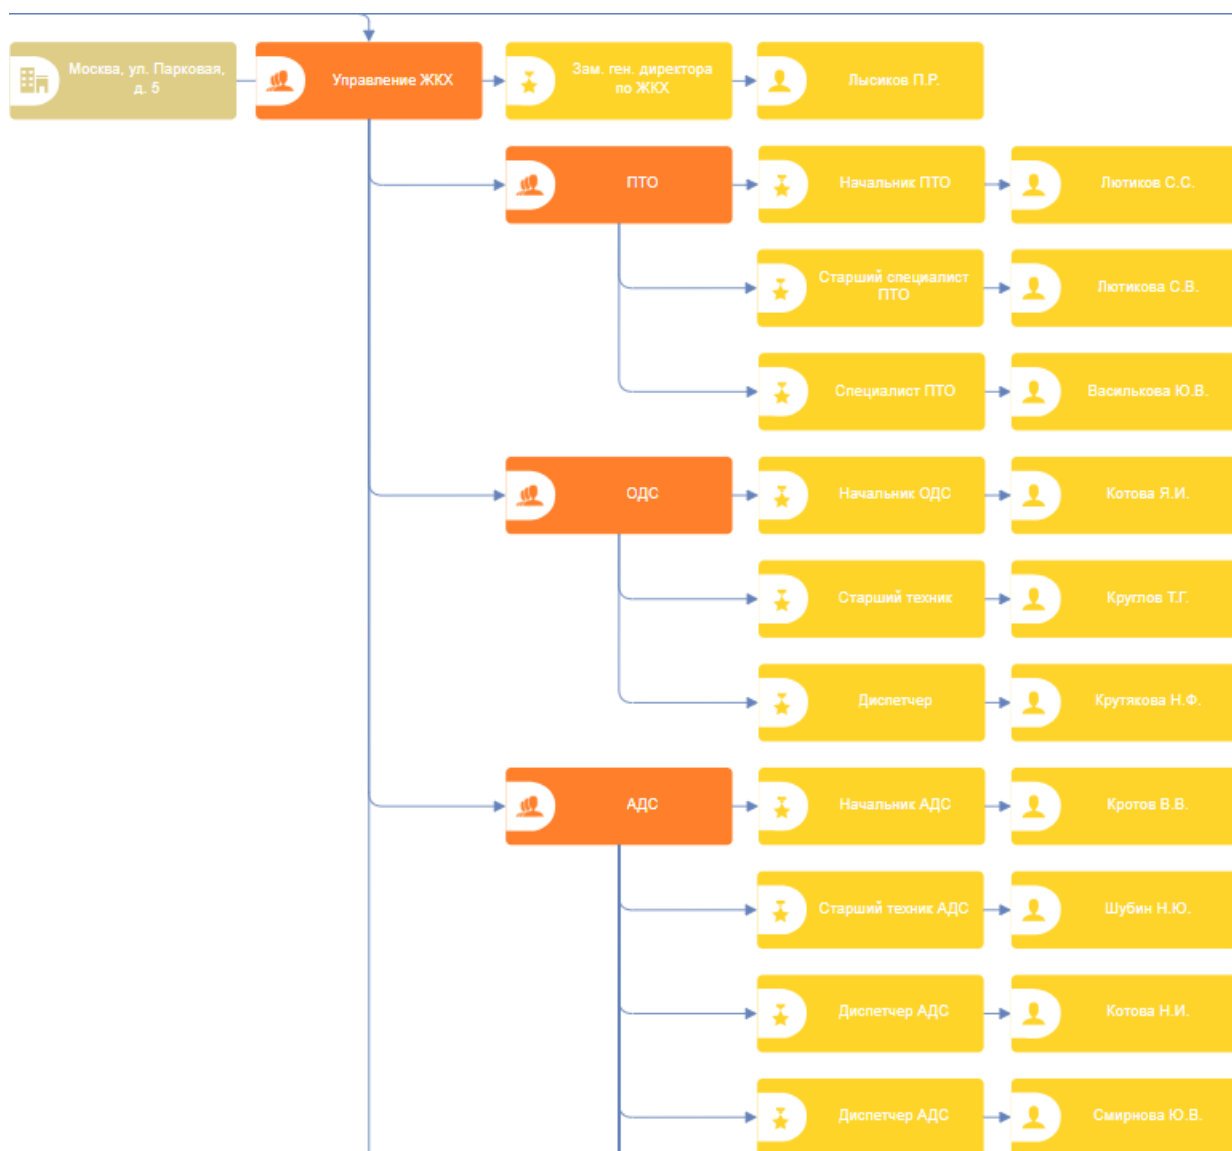 Москва, ул. Парковая,
д. 5
Управление ЖКХ
Зам. ген. директора
по ЖКХ
Лысиков П.Р.
ПТО
Начальник ПТО
Лютиков С.С.
Старший специалист
ПТО
Лютикова С.В.
Специалист ПТО
Василькова Ю.В.
ОДС
Начальник ОДС
Котова Я.И.
Старший техник
Круглов Т.Г.
Диспетчер
Крутякова Н.Ф.
АДС
Начальник АДС
Кротов В.В.
Старший техник АДС
Шубин Н.Ю.
Диспетчер АДС
Котова Н.И.
Диспетчер АДС
Смирнова Ю.В.